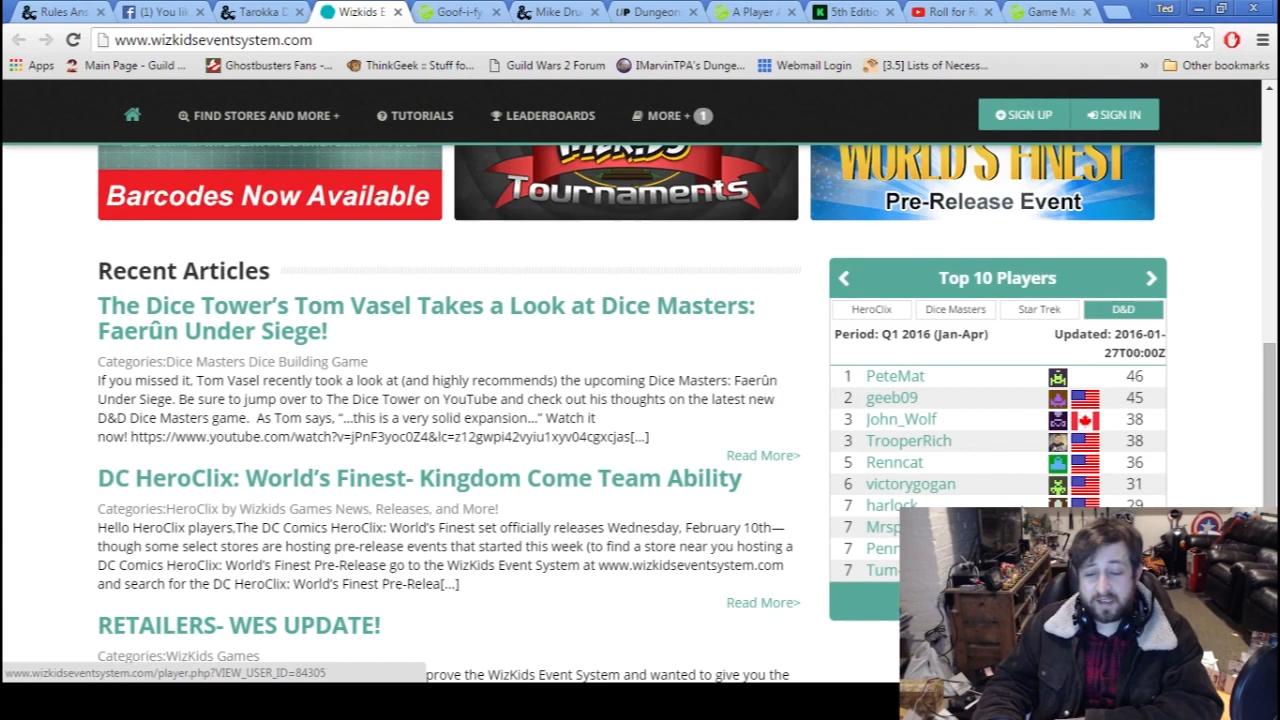 Rules Ans
(1) You lik
Tarokka D
Wizkids E
Goof-i-fy
Mike Dru
Dungeon
A Player A
5th Editio
Roll for R
Game Ma
Ted
www.wizkidseventsystem.com
Apps
Main Page - Guild ...
Ghostbusters Fans -...
ThinkGeek :: Stuff fo...
Guild Wars 2 Forum
IMarvinTPA's Dunge...
Webmail Login
[3.5] Lists of Necess...
»
Other bookmarks
FIND STORES AND MORE +
TUTORIALS
LEADERBOARDS
MORE + 1
SIGN UP
SIGN IN
Barcodes Now Available
Tournaments
WORLD'S FINEST
Pre-Release Event
Recent Articles
The Dice Tower's Tom Vasel Takes a Look at Dice Masters:
Faerûn Under Siege!
Categories:Dice Masters Dice Building Game
If you missed it, Tom Vasel recently took a look at (and highly recommends) the upcoming Dice Masters: Faerûn
Under Siege. Be sure to jump over to The Dice Tower on YouTube and check out his thoughts on the latest new
D&D Dice Masters game.  As Tom says, “...this is a very solid expansion...” Watch it
now! https://www.youtube.com/watch?v=jPnF3yoc0Z4&lc=z12gwpi42vyiu1xyv04cgxcjas[...]
Read More>
DC HeroClix: World's Finest- Kingdom Come Team Ability
Categories:HeroClix by Wizkids Games News, Releases, and More!
Hello HeroClix players,The DC Comics HeroClix: World's Finest set officially releases Wednesday, February 10th—
though some select stores are hosting pre-release events that started this week (to find a store near you hosting a
DC Comics HeroClix: World's Finest Pre-Release go to the WizKids Event System at www.wizkidseventsystem.com
and search for the DC HeroClix: World's Finest Pre-Relea[...]
Read More>
RETAILERS- WES UPDATE!
Categories:WizKids Games
prove the WizKids Event System and wanted to give you the
www.wizkidseventsystem.com/player.php?VIEW_USER_ID=84305
Top 10 Players
HeroClix
Dice Masters
Star Trek
D&D
Period: Q1 2016 (Jan-Apr)
Updated: 2016-01-
27T00:00Z
1 PeteMat 46
2 geeb09 45
3 John_Wolf 38
3 TrooperRich 38
5 Renncat 36
6 victorygogan 31
7 harlock 29
7 Mrsp
7 Penn
7 Tum